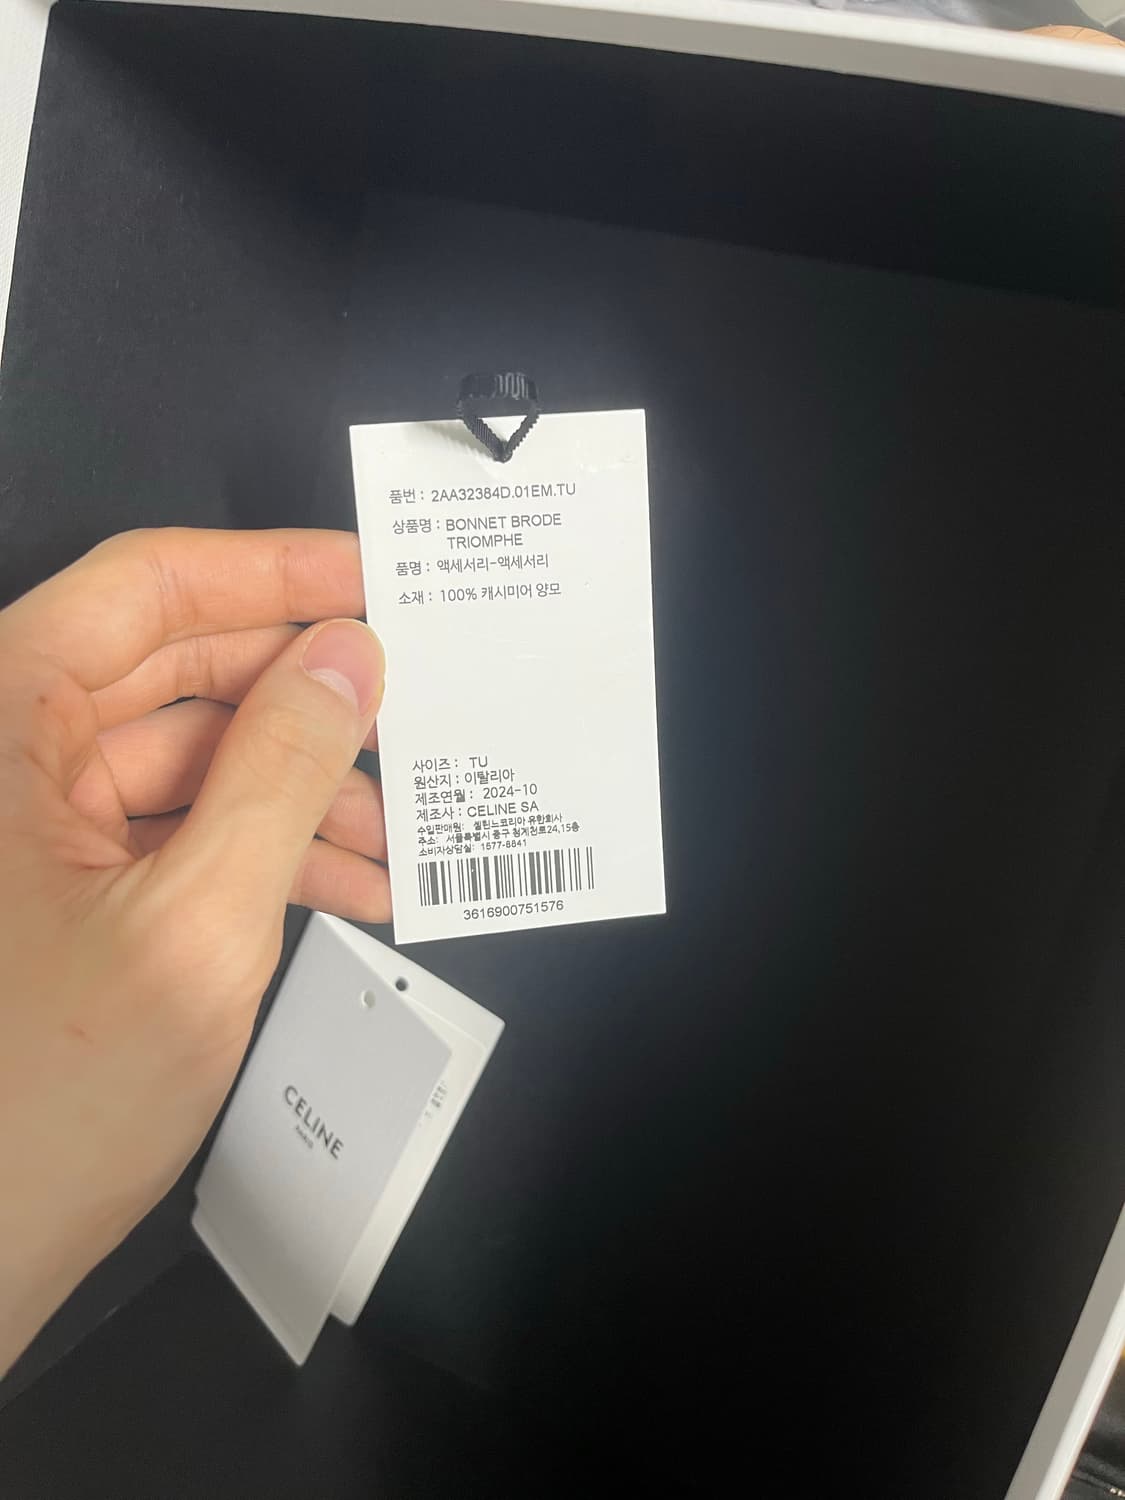 품번 : 2AA32384D.01EM.TU
상품명 : BONNET BRODE
TRIOMPHE
품명 : 액세서리-액세서리
소재 : 100% 캐시미어 양모
사이즈 : TU
원산지 : 이탈리아
제조연월 : 2024-10
제조사 : CELINE SA
수입판매원: 셀린느코리아 유한회사
주소: 서울특별시 중구 청계천로24,15층
소비자상담실: 1577-8841
3616900751576
CELINE
PARIS